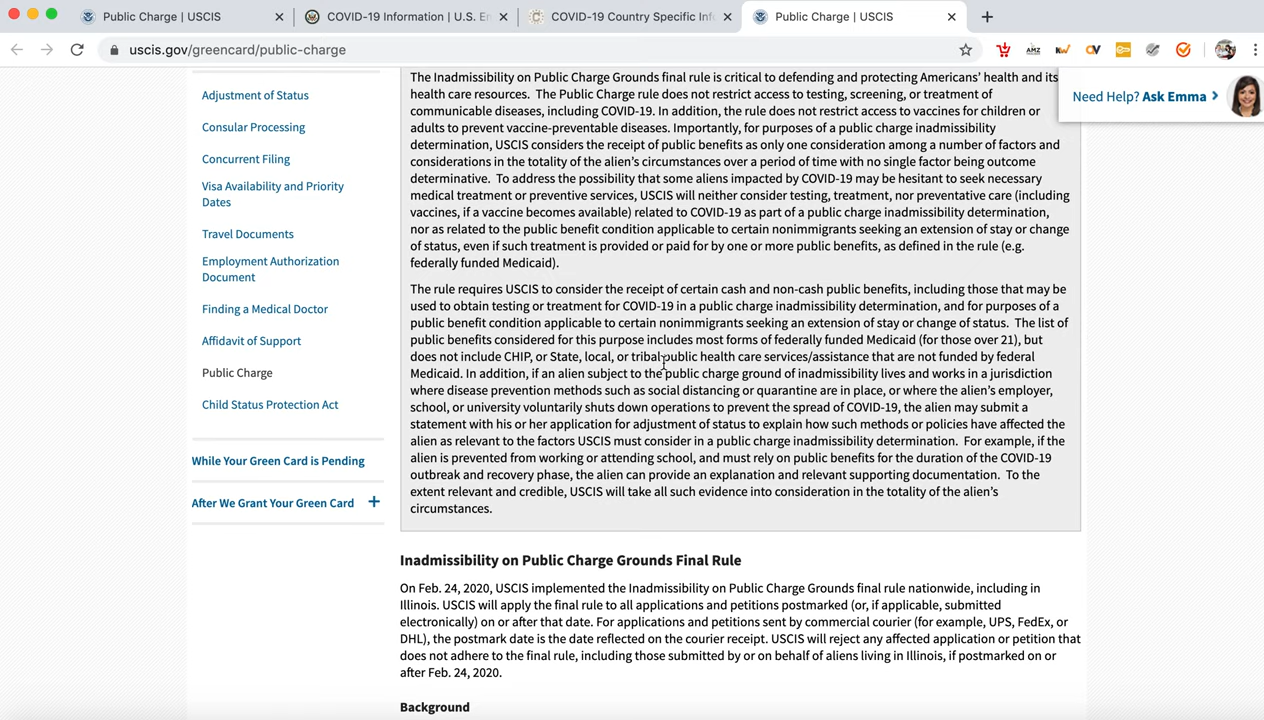 Public Charge | USCIS
COVID-19 Information | U.S. Em
COVID-19 Country Specific Info
Public Charge | USCIS
uscis.gov/greencard/public-charge
AMZ
KW
OV
Need Help? Ask Emma
Adjustment of Status
Consular Processing
Concurrent Filing
Visa Availability and Priority
Dates
Travel Documents
Employment Authorization
Document
Finding a Medical Doctor
Affidavit of Support
Public Charge
Child Status Protection Act
While Your Green Card is Pending
After We Grant Your Green Card +
The Inadmissibility on Public Charge Grounds final rule is critical to defending and protecting Americans’ health and its
health care resources. The Public Charge rule does not restrict access to testing, screening, or treatment of
communicable diseases, including COVID-19. In addition, the rule does not restrict access to vaccines for children or
adults to prevent vaccine-preventable diseases. Importantly, for purposes of a public charge inadmissibility
determination, USCIS considers the receipt of public benefits as only one consideration among a number of factors and
considerations in the totality of the alien’s circumstances over a period of time with no single factor being outcome
determinative. To address the possibility that some aliens impacted by COVID-19 may be hesitant to seek necessary
medical treatment or preventive services, USCIS will neither consider testing, treatment, nor preventative care (including
vaccines, if a vaccine becomes available) related to COVID-19 as part of a public charge inadmissibility determination,
nor as related to the public benefit condition applicable to certain nonimmigrants seeking an extension of stay or change
of status, even if such treatment is provided or paid for by one or more public benefits, as defined in the rule (e.g.
federally funded Medicaid).
The rule requires USCIS to consider the receipt of certain cash and non-cash public benefits, including those that may be
used to obtain testing or treatment for COVID-19 in a public charge inadmissibility determination, and for purposes of a
public benefit condition applicable to certain nonimmigrants seeking an extension of stay or change of status. The list of
public benefits considered for this purpose includes most forms of federally funded Medicaid (for those over 21), but
does not include CHIP, or State, local, or tribal public health care services/assistance that are not funded by federal
Medicaid. In addition, if an alien subject to the public charge ground of inadmissibility lives and works in a jurisdiction
where disease prevention methods such as social distancing or quarantine are in place, or where the alien’s employer,
school, or university voluntarily shuts down operations to prevent the spread of COVID-19, the alien may submit a
statement with his or her application for adjustment of status to explain how such methods or policies have affected the
alien as relevant to the factors USCIS must consider in a public charge inadmissibility determination. For example, if the
alien is prevented from working or attending school, and must rely on public benefits for the duration of the COVID-19
outbreak and recovery phase, the alien can provide an explanation and relevant supporting documentation. To the
extent relevant and credible, USCIS will take all such evidence into consideration in the totality of the alien’s
circumstances.
Inadmissibility on Public Charge Grounds Final Rule
On Feb. 24, 2020, USCIS implemented the Inadmissibility on Public Charge Grounds final rule nationwide, including in
Illinois. USCIS will apply the final rule to all applications and petitions postmarked (or, if applicable, submitted
electronically) on or after that date. For applications and petitions sent by commercial courier (for example, UPS, FedEx, or
DHL), the postmark date is the date reflected on the courier receipt. USCIS will reject any affected application or petition that
does not adhere to the final rule, including those submitted by or on behalf of aliens living in Illinois, if postmarked on or
after Feb. 24, 2020.
Background